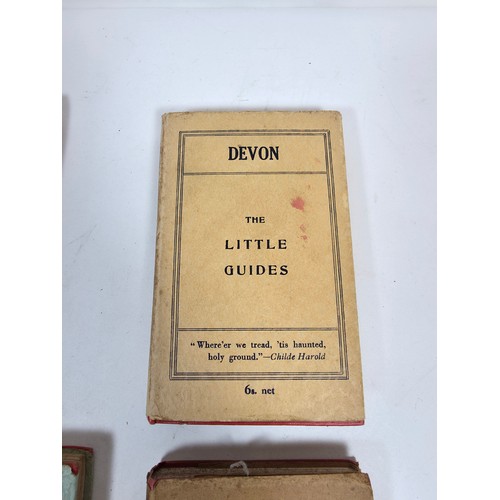 DEVON
THE
LITTLE
GUIDES
"Where'er we tread, 'tis haunted,
holy ground."—Childe Harold
6s. net